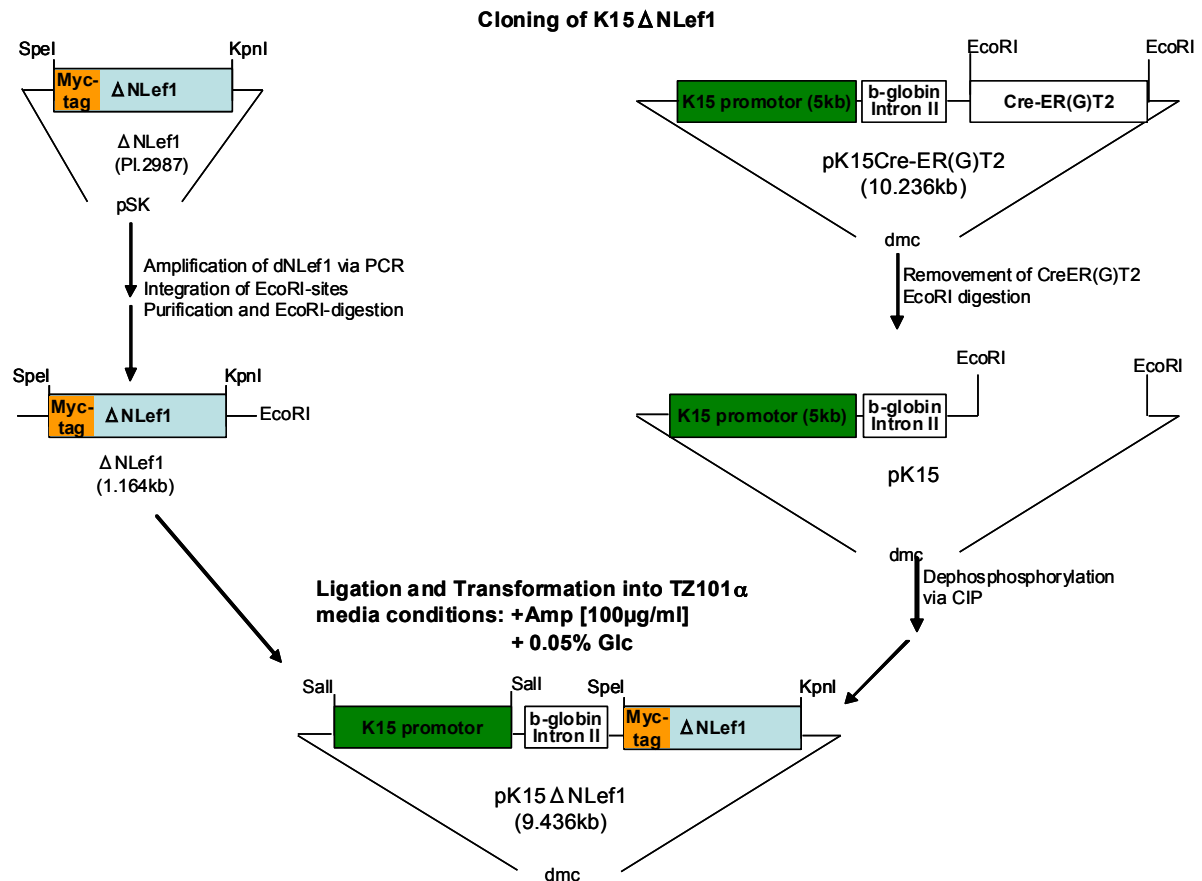 Cloning of K15ΔNLef1
SpeI
KpnI
Myc-
tag
ΔNLef1
ΔNLef1
(Pl.2987)
pSK
Amplification of dNLef1 via PCR
Integration of EcoRI-sites
Purification and EcoRI-digestion
SpeI
KpnI
Myc-
tag
ΔNLef1
EcoRI
ΔNLef1
(1.164kb)
EcoRI
EcoRI
K15 promotor (5kb)
b-globin
Intron II
Cre-ER(G)T2
pK15Cre-ER(G)T2
(10.236kb)
dmc
Removement of CreER(G)T2
EcoRI digestion
EcoRI
EcoRI
K15 promotor (5kb)
b-globin
Intron II
pK15
dmc
Dephosphosphorylation
via CIP
Ligation and Transformation into TZ101α
media conditions: +Amp [100µg/ml]
+ 0.05% Glc
SalI
SalI
SpeI
KpnI
K15 promotor
b-globin
Intron II
Myc-
tag
ΔNLef1
pK15ΔNLef1
(9.436kb)
dmc